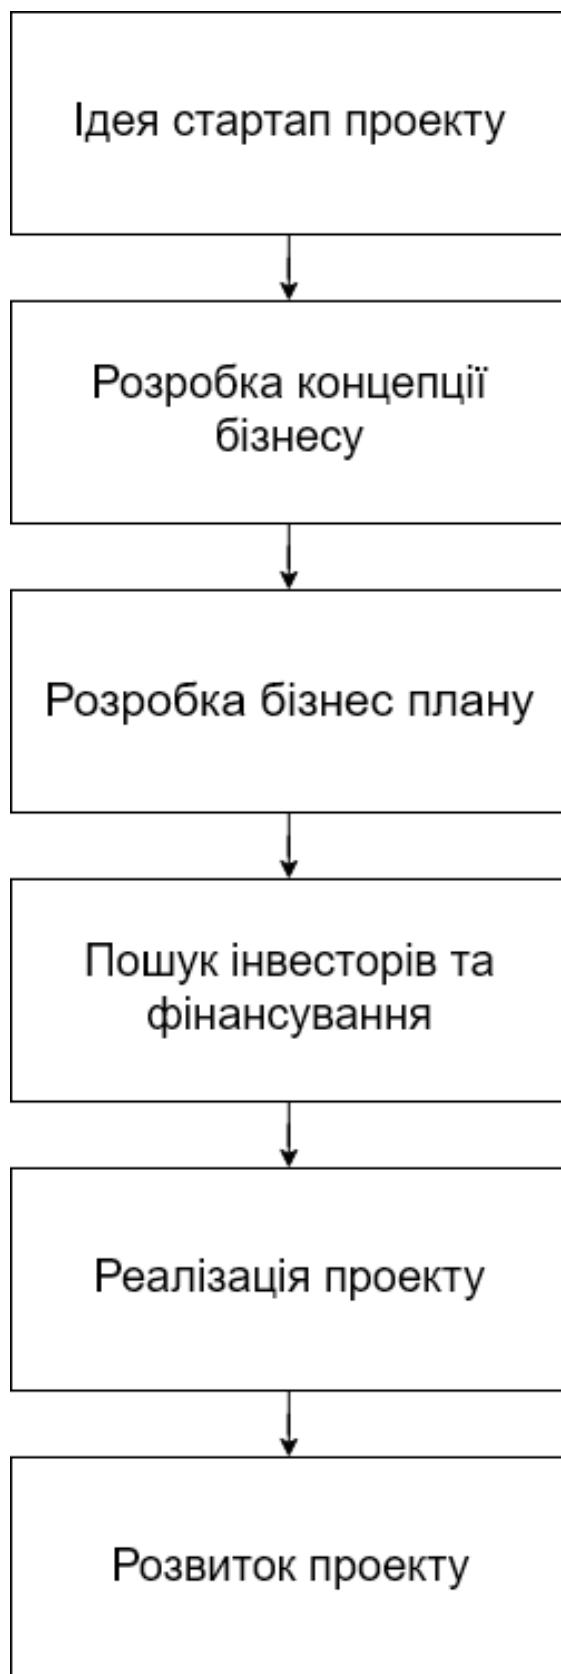 Ідея стартап проекту
Розробка концепції
бізнесу
Розробка бізнес плану
Пошук інвесторів та
фінансування
Реалізація проекту
Розвиток проекту